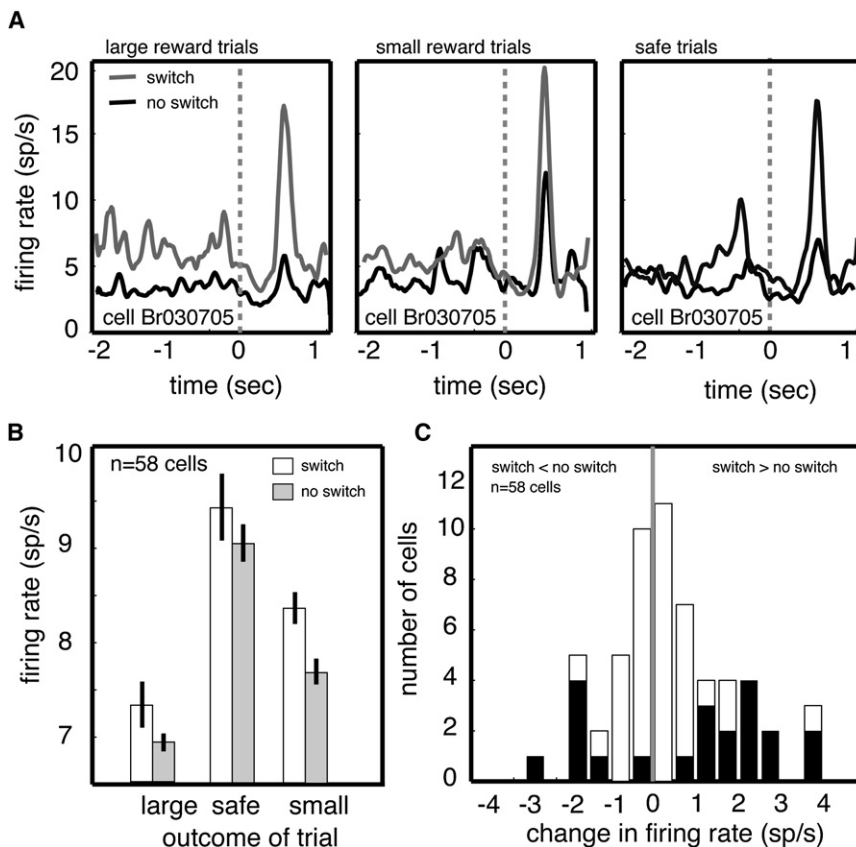 A
large reward trials
small reward trials
safe trials
switch
no switch
firing rate (sp/s)
20
15
10
5
0
cell Br030705
cell Br030705
cell Br030705
-2 -1 0 1
-2 -1 0 1
-2 -1 0 1
time (sec)
time (sec)
time (sec)
B
n=58 cells
switch
no switch
firing rate (sp/s)
10
9
8
7
large safe small
outcome of trial
C
switch < no switch
n=58 cells
switch > no switch
number of cells
12
10
8
6
4
2
0
-4 -3 -2 -1 0 1 2 3 4
change in firing rate (sp/s)